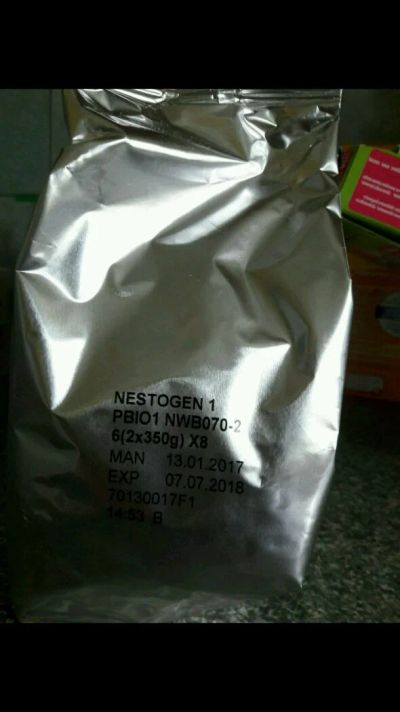 NESTOGEN 1
PBIO1 NWB070-2
6(2x350g) X8
MAN 13.01.2017
EXP 07.07.2018
70130017F1
14:53 B